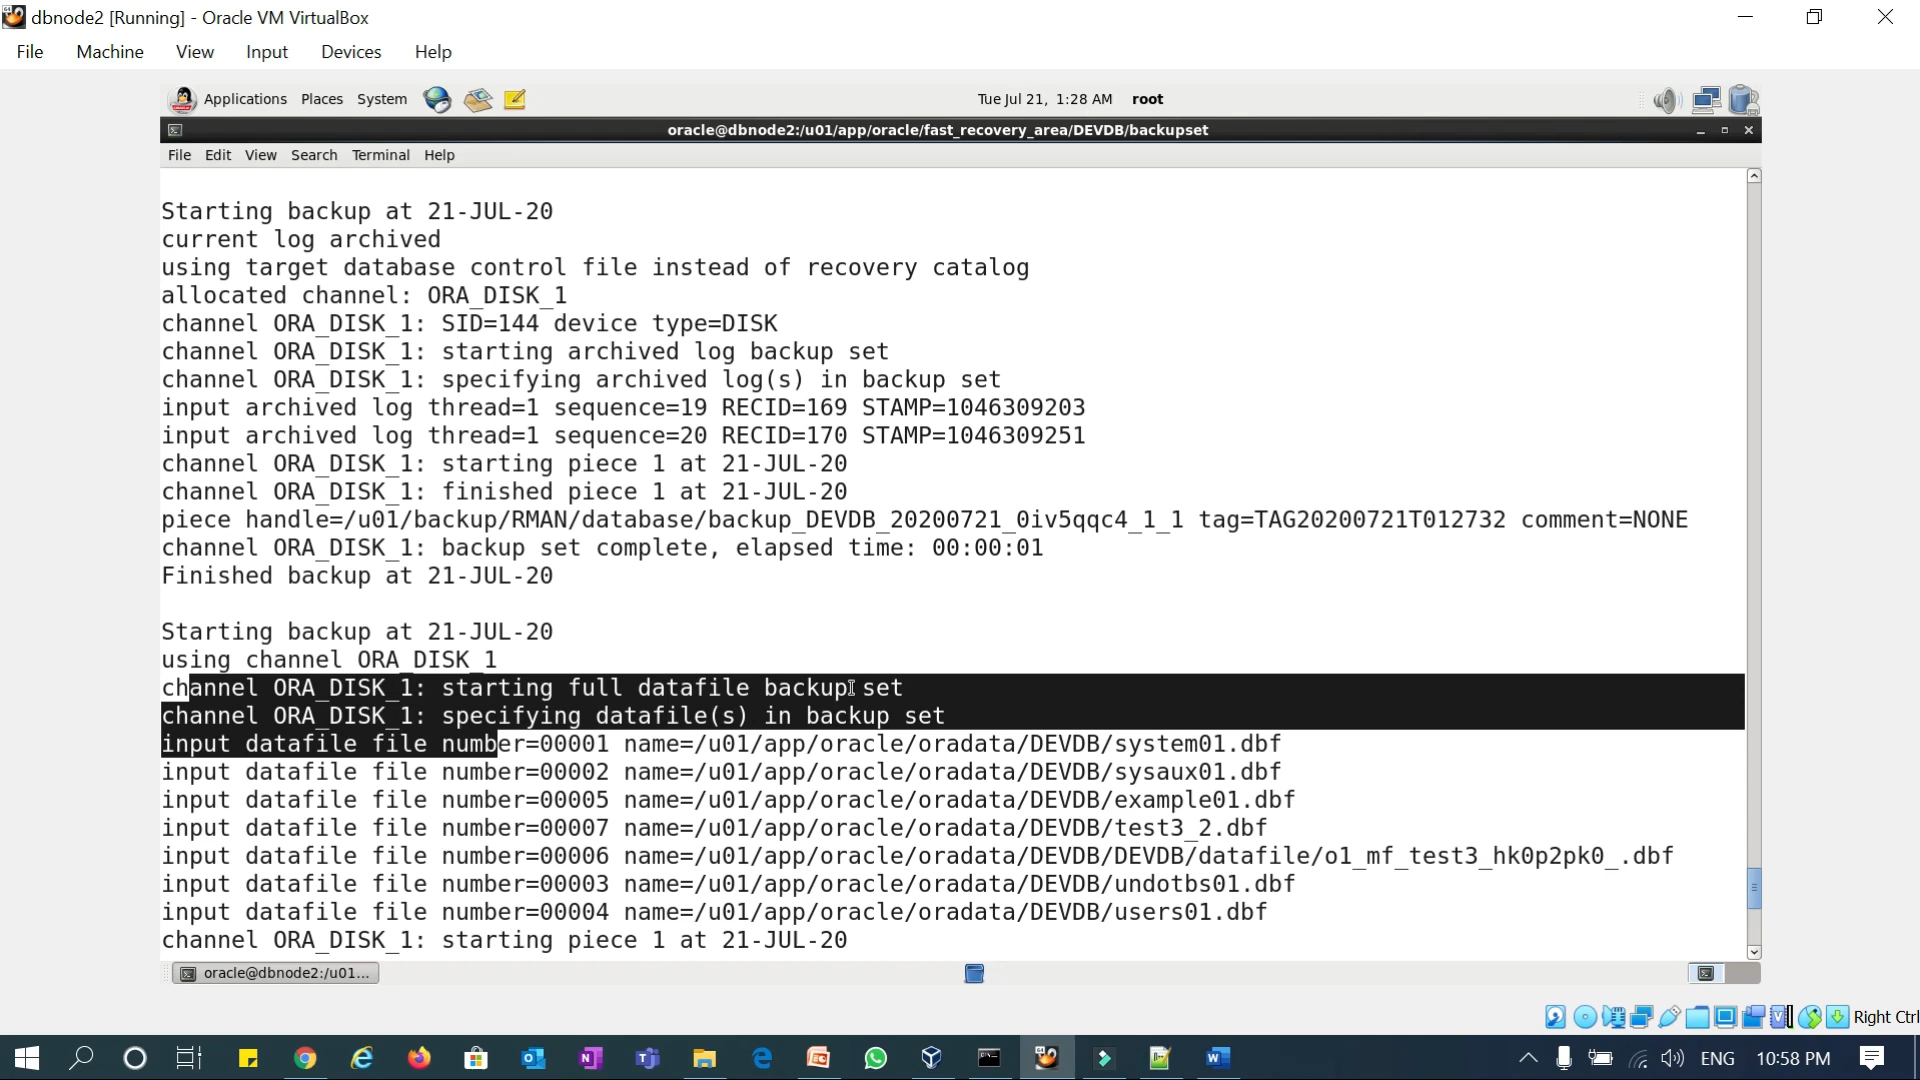 dbnode2 [Running] - Oracle VM VirtualBox
File Machine View Input Devices Help
Applications Places System Tue Jul 21, 1:28 AM root
oracle@dbnode2:/u01/app/oracle/fast_recovery_area/DEVDB/backupset
File Edit View Search Terminal Help
Starting backup at 21-JUL-20
current log archived
using target database control file instead of recovery catalog
allocated channel: ORA_DISK_1
channel ORA_DISK_1: SID=144 device type=DISK
channel ORA_DISK_1: starting archived log backup set
channel ORA_DISK_1: specifying archived log(s) in backup set
input archived log thread=1 sequence=19 RECID=169 STAMP=1046309203
input archived log thread=1 sequence=20 RECID=170 STAMP=1046309251
channel ORA_DISK_1: starting piece 1 at 21-JUL-20
channel ORA_DISK_1: finished piece 1 at 21-JUL-20
piece handle=/u01/backup/RMAN/database/backup_DEVDB_20200721_0iv5qqc4_1_1 tag=TAG20200721T012732 comment=NONE
channel ORA_DISK_1: backup set complete, elapsed time: 00:00:01
Finished backup at 21-JUL-20
Starting backup at 21-JUL-20
using channel ORA_DISK_1
channel ORA_DISK_1: starting full datafile backup set
channel ORA_DISK_1: specifying datafile(s) in backup set
input datafile file number=00001 name=/u01/app/oracle/oradata/DEVDB/system01.dbf
input datafile file number=00002 name=/u01/app/oracle/oradata/DEVDB/sysaux01.dbf
input datafile file number=00005 name=/u01/app/oracle/oradata/DEVDB/example01.dbf
input datafile file number=00007 name=/u01/app/oracle/oradata/DEVDB/test3_2.dbf
input datafile file number=00006 name=/u01/app/oracle/oradata/DEVDB/DEVDB/datafile/o1_mf_test3_hk0p2pk0_.dbf
input datafile file number=00003 name=/u01/app/oracle/oradata/DEVDB/undotbs01.dbf
input datafile file number=00004 name=/u01/app/oracle/oradata/DEVDB/users01.dbf
channel ORA_DISK_1: starting piece 1 at 21-JUL-20
oracle@dbnode2:/u01...
Right Ctrl
ENG 10:58 PM